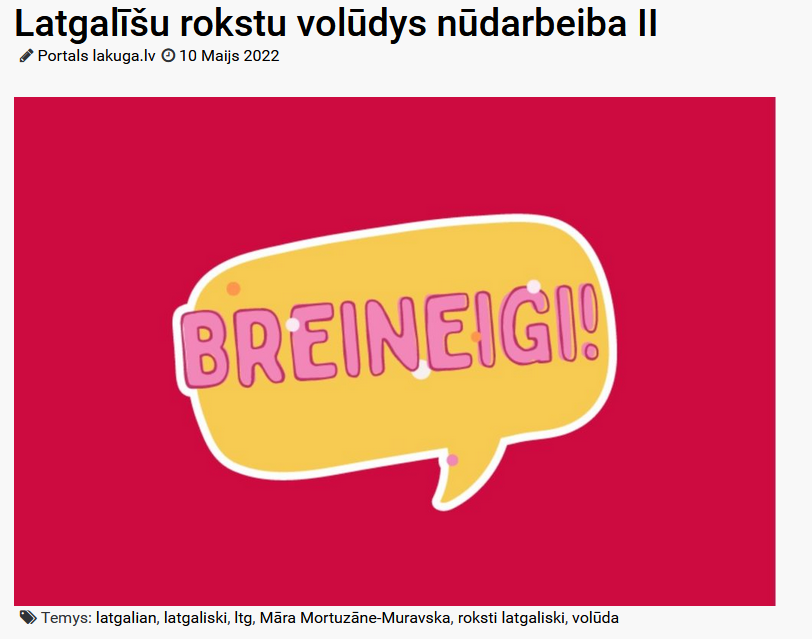 Latgalīšu rokstu volūdys nūdarbeiba II
Portals lakuga.lv 10 Maijs 2022
BREINEIGI!
Temys: latgalian, latgaliski, ltg, Māra Mortuzāne-Muravska, roksti latgaliski, volūda